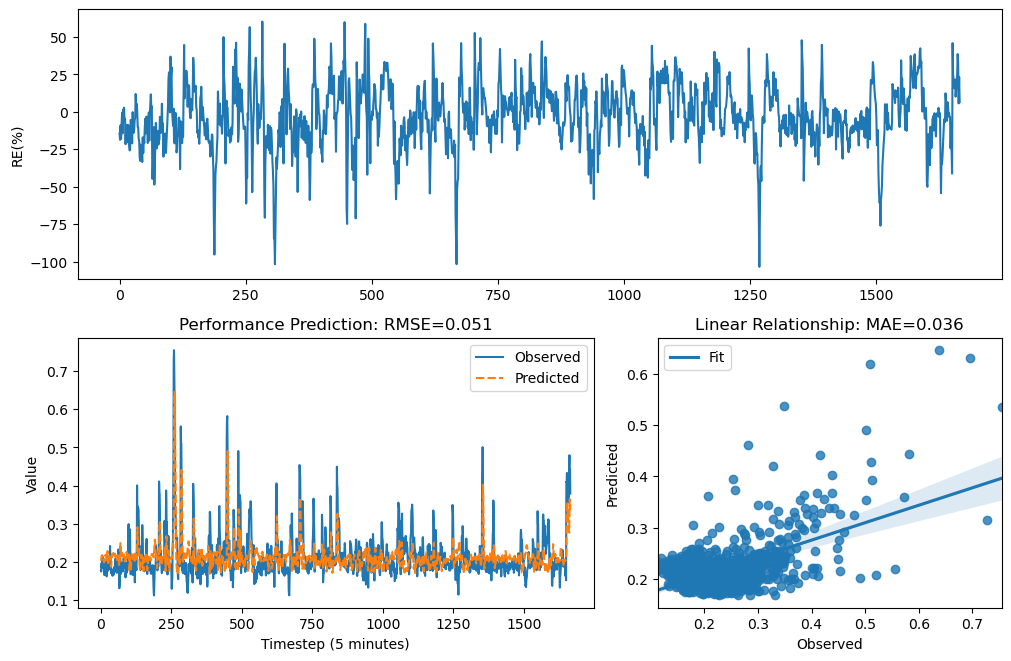 RE(%)
50
25
0
−25
−50
−75
−100
0 250 500 750 1000 1250 1500
Performance Prediction: RMSE=0.051
Value
0.7
0.6
0.5
0.4
0.3
0.2
0.1
Observed
Predicted
0 250 500 750 1000 1250 1500
Timestep (5 minutes)
Linear Relationship: MAE=0.036
Predicted
0.6
0.5
0.4
0.3
0.2
Fit
0.2 0.3 0.4 0.5 0.6 0.7
Observed